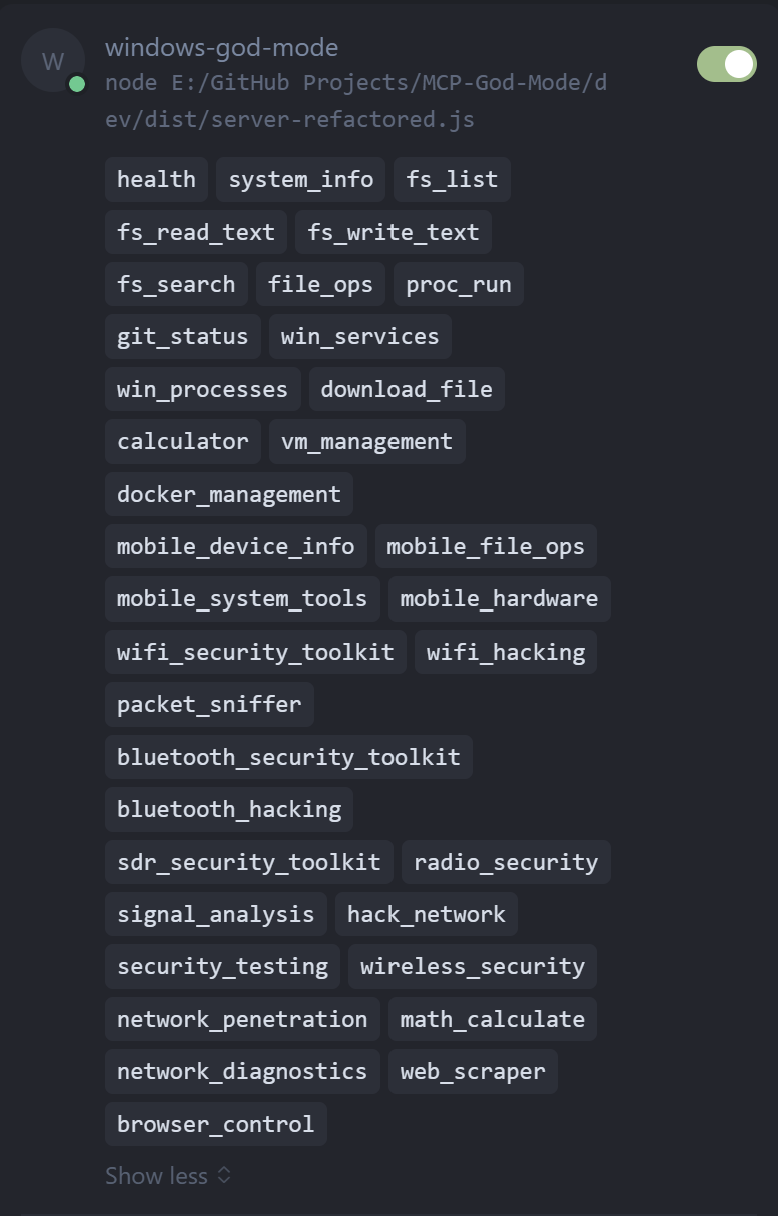 W
windows-god-mode
node E:/GitHub Projects/MCP-God-Mode/d
ev/dist/server-refactored.js
health system_info fs_list
fs_read_text fs_write_text
fs_search file_ops proc_run
git_status win_services
win_processes download_file
calculator vm_management
docker_management
mobile_device_info mobile_file_ops
mobile_system_tools mobile_hardware
wifi_security_toolkit wifi_hacking
packet_sniffer
bluetooth_security_toolkit
bluetooth_hacking
sdr_security_toolkit radio_security
signal_analysis hack_network
security_testing wireless_security
network_penetration math_calculate
network_diagnostics web_scraper
browser_control
Show less